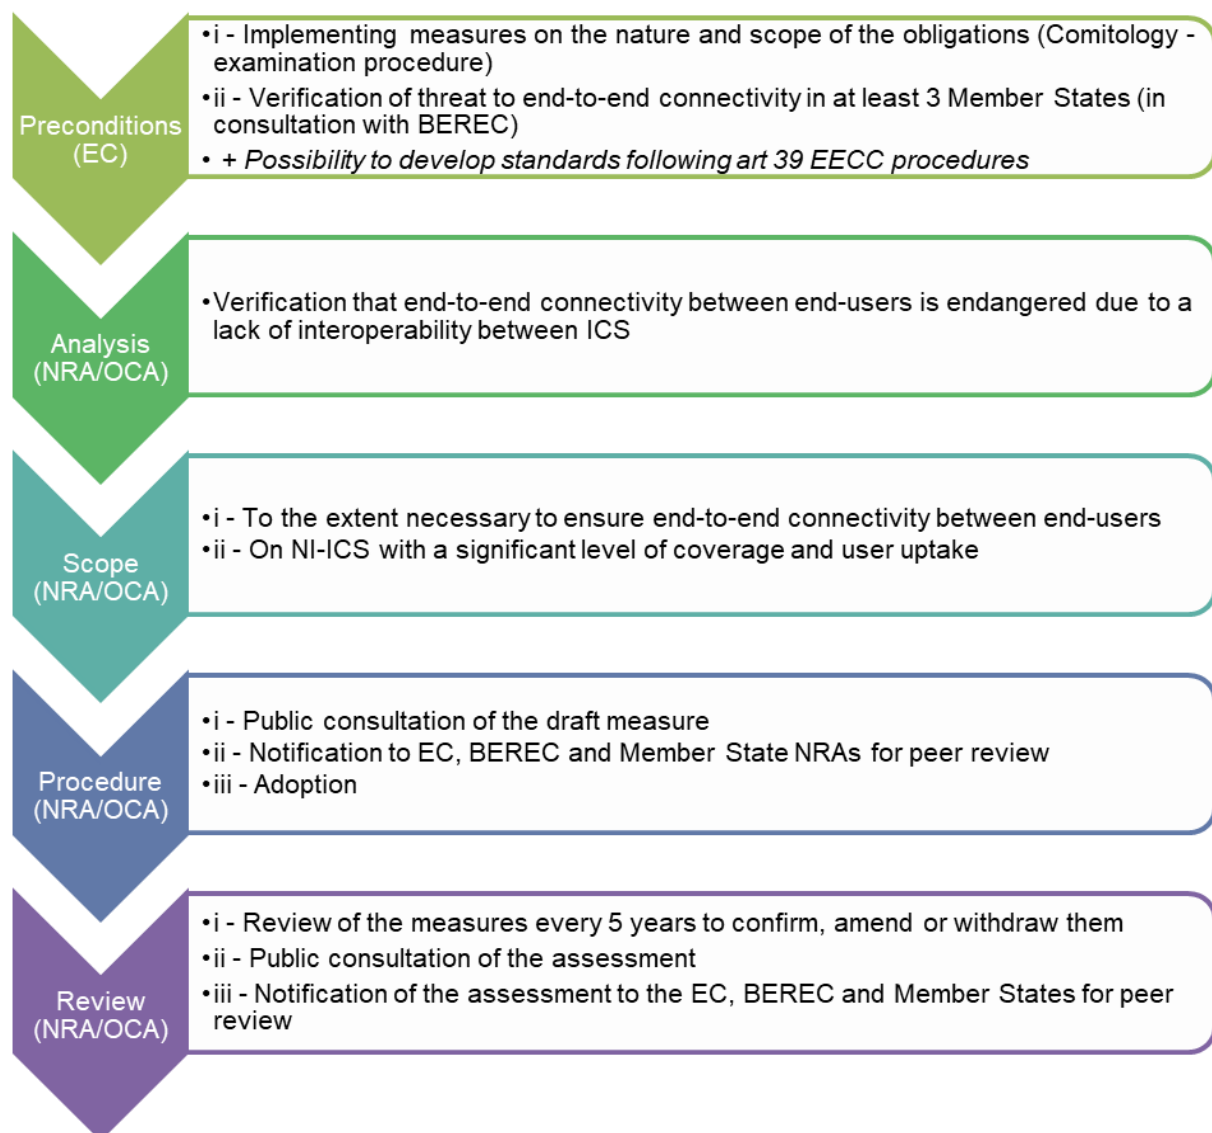 Preconditions
(EC)
•i - Implementing measures on the nature and scope of the obligations (Comitology -
examination procedure)
•ii - Verification of threat to end-to-end connectivity in at least 3 Member States (in
consultation with BEREC)
• + Possibility to develop standards following art 39 EECC procedures
Analysis
(NRA/OCA)
•Verification that end-to-end connectivity between end-users is endangered due to a
lack of interoperability between ICS
Scope
(NRA/OCA)
•i - To the extent necessary to ensure end-to-end connectivity between end-users
•ii - On NI-ICS with a significant level of coverage and user uptake
Procedure
(NRA/OCA)
•i - Public consultation of the draft measure
•ii - Notification to EC, BEREC and Member State NRAs for peer review
•iii - Adoption
Review
(NRA/OCA)
•i - Review of the measures every 5 years to confirm, amend or withdraw them
•ii - Public consultation of the assessment
•iii - Notification of the assessment to the EC, BEREC and Member States for peer
review